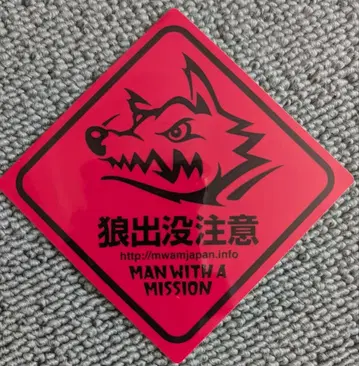 狼出没注意
http://mwamjapan.info
MAN WITH A
MISSION